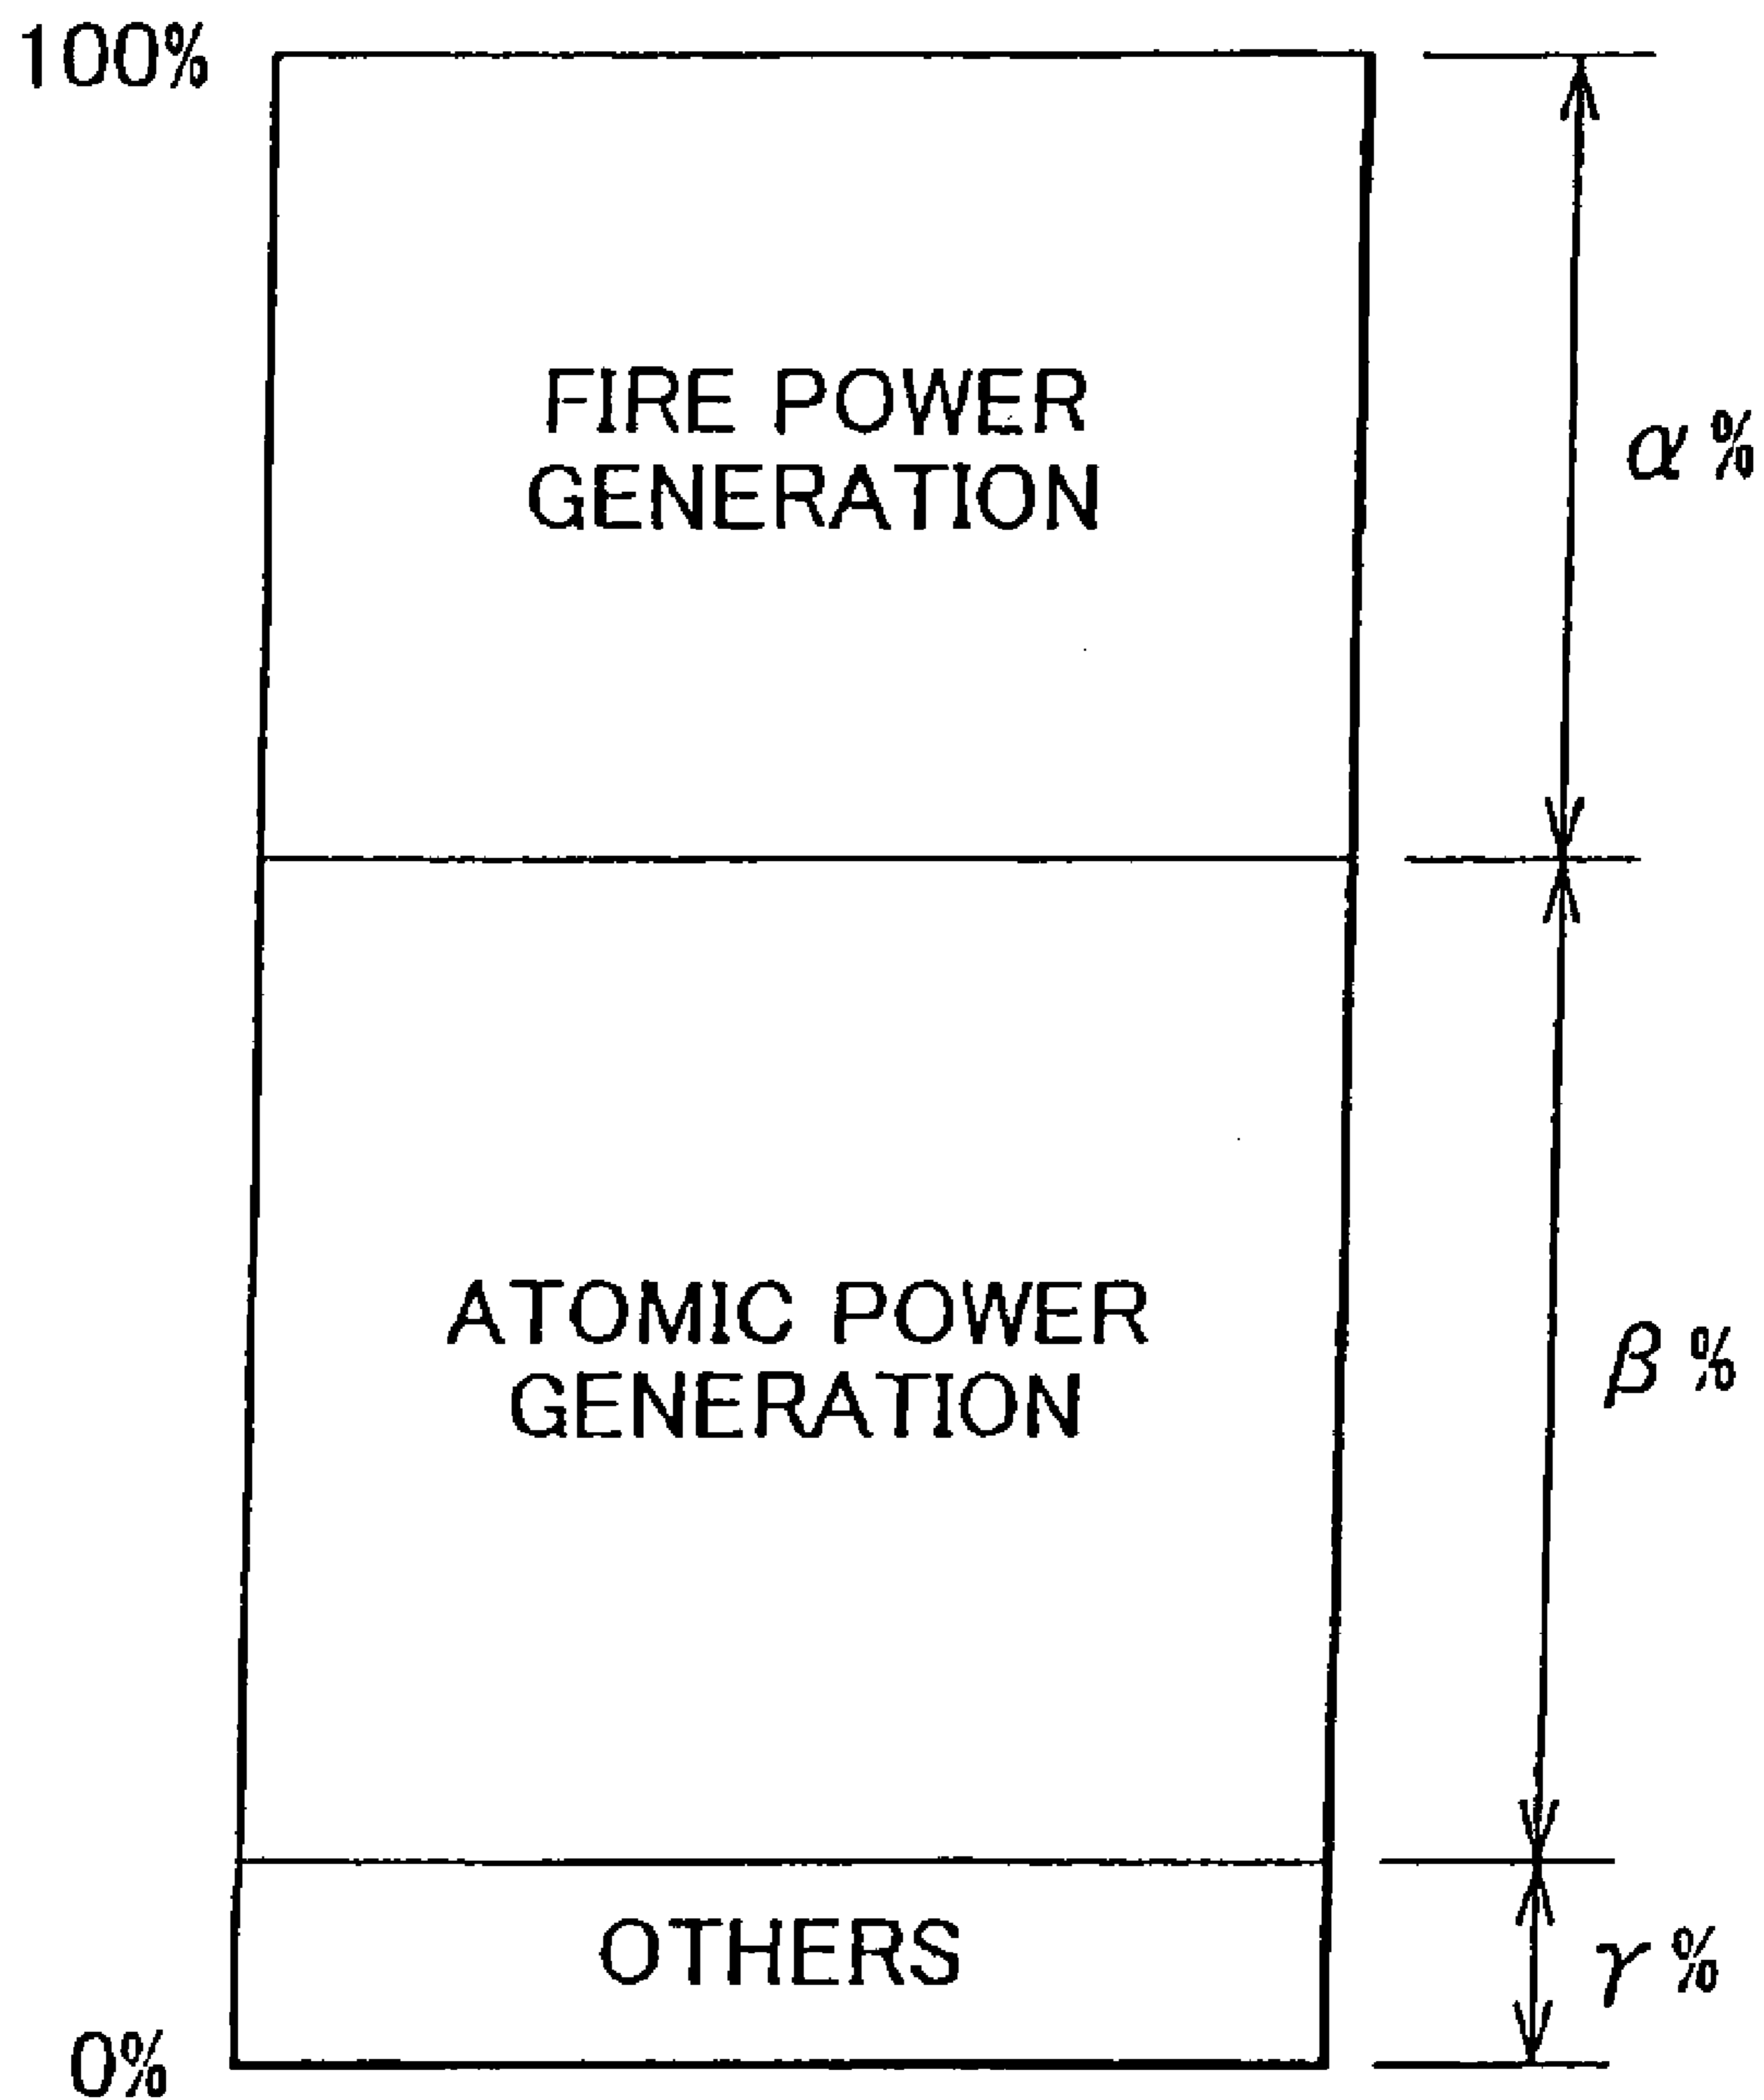 100%
FIRE POWER
GENERATION
α%
ATOMIC POWER
GENERATION
β%
OTHERS
γ%
0%